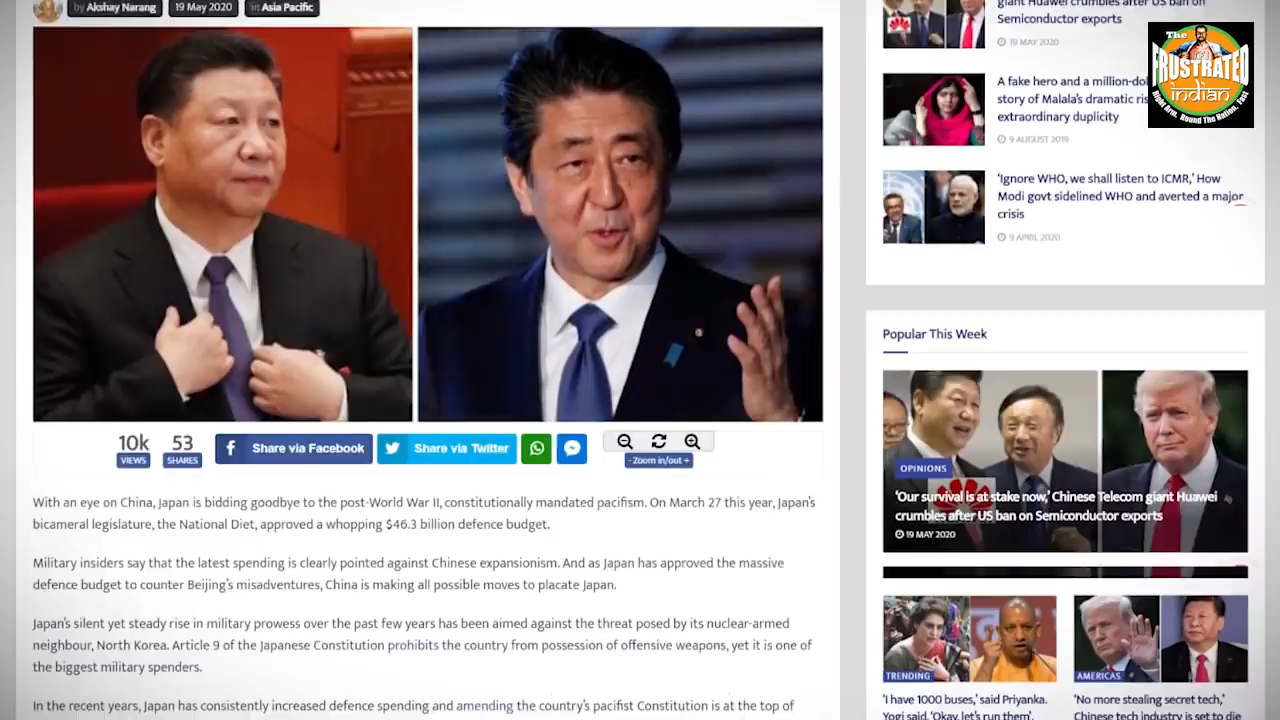 by Akshay Narang
19 May 2020
in Asia Pacific
10k
VIEWS
53
SHARES
Share via Facebook
Share via Twitter
- Zoom in/out +
With an eye on China, Japan is bidding goodbye to the post-World War II, constitutionally mandated pacifism. On March 27 this year, Japan's
bicameral legislature, the National Diet, approved a whopping $46.3 billion defence budget.
Military insiders say that the latest spending is clearly pointed against Chinese expansionism. And as Japan has approved the massive
defence budget to counter Beijing's misadventures, China is making all possible moves to placate Japan.
Japan's silent yet steady rise in military prowess over the past few years has been aimed against the threat posed by its nuclear-armed
neighbour, North Korea. Article 9 of the Japanese Constitution prohibits the country from possession of offensive weapons, yet it is one of
the biggest military spenders.
In the recent years, Japan has consistently increased defence spending and amending the country's pacifist Constitution is at the top of
giant Huawei crumbles after US ban on
Semiconductor exports
19 MAY 2020
The
FRUSTRATED
indian
Right Arm. Round The Nation. Fast
A fake hero and a million-dol
story of Malala's dramatic ris
extraordinary duplicity
9 AUGUST 2019
'Ignore WHO, we shall listen to ICMR,' How
Modi govt sidelined WHO and averted a major
crisis
9 APRIL 2020
Popular This Week
OPINIONS
'Our survival is at stake now,' Chinese Telecom giant Huawei
crumbles after US ban on Semiconductor exports
19 MAY 2020
TRENDING
'I have 1000 buses,' said Priyanka.
Yogi said, 'Okay, let's run them'.
AMERICAS
'No more stealing secret tech,'
Chinese tech industry is set to die